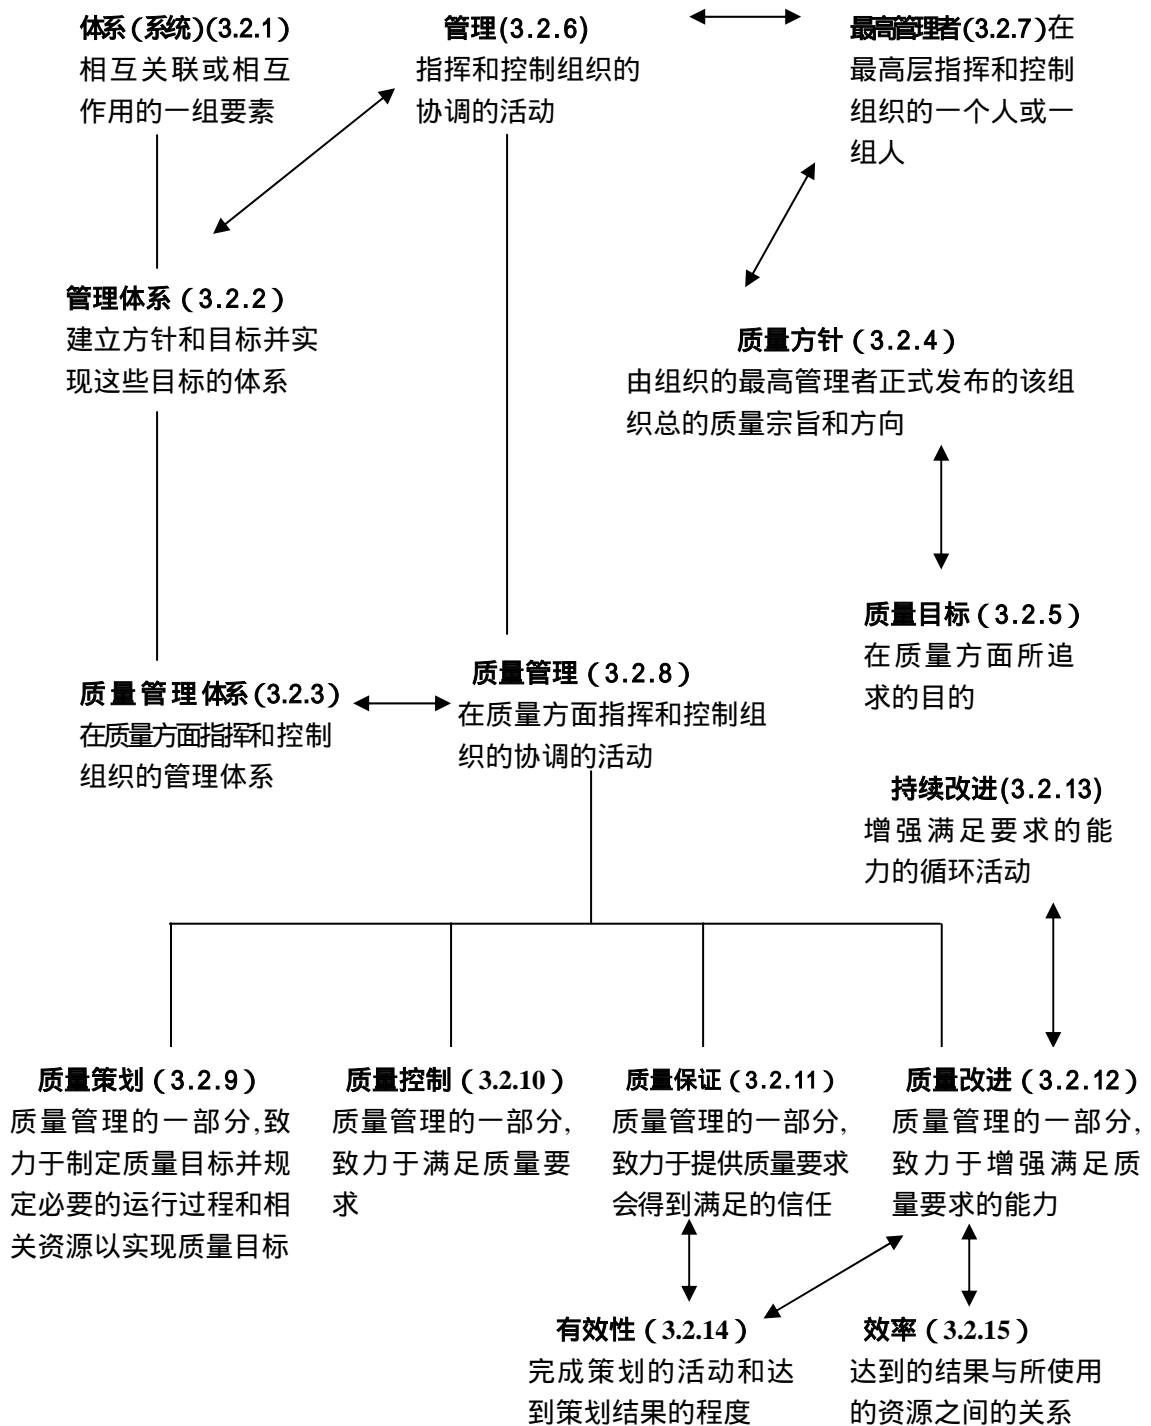 体系(系统)(3.2.1)
相互关联或相互
作用的一组要素
管理(3.2.6)
指挥和控制组织的
协调的活动
最高管理者(3.2.7)在
最高层指挥和控制
组织的一个人或一
组人
管理体系（3.2.2）
建立方针和目标并实
现这些目标的体系
质量方针（3.2.4）
由组织的最高管理者正式发布的该组
织总的质量宗旨和方向
质量目标（3.2.5）
在质量方面所追
求的目的
质量管理体系(3.2.3)
在质量方面指挥和控制
组织的管理体系
质量管理（3.2.8）
在质量方面指挥和控制组
织的协调的活动
持续改进(3.2.13)
增强满足要求的能
力的循环活动
质量策划（3.2.9）
质量管理的一部分,致
力于制定质量目标并规
定必要的运行过程和相
关资源以实现质量目标
质量控制（3.2.10）
质量管理的一部分,
致力于满足质量要
求
质量保证（3.2.11）
质量管理的一部分,
致力于提供质量要求
会得到满足的信任
质量改进（3.2.12）
质量管理的一部分,
致力于增强满足质
量要求的能力
有效性（3.2.14）
完成策划的活动和达
到策划结果的程度
效率（3.2.15）
达到的结果与所使用
的资源之间的关系